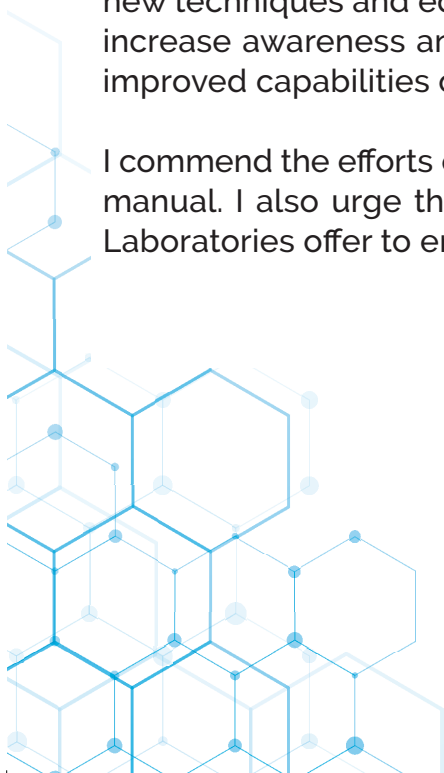 new techniques and
increase awareness
improved capabilities
I commend the efforts
manual. I also urge
Laboratories offer to